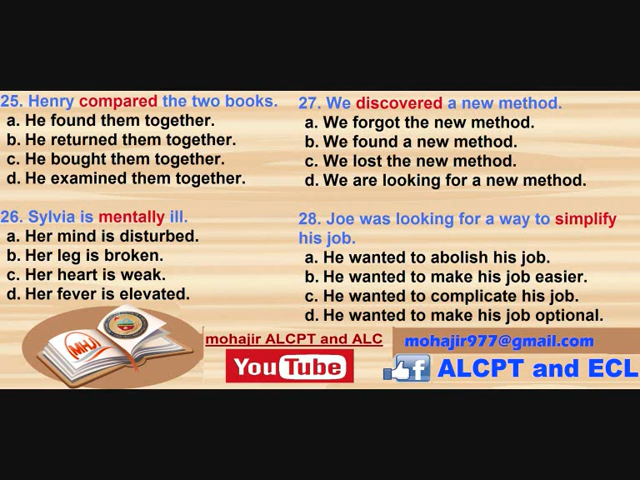 25. Henry compared the two books.
a. He found them together.
b. He returned them together.
c. He bought them together.
d. He examined them together.
26. Sylvia is mentally ill.
a. Her mind is disturbed.
b. Her leg is broken.
c. Her heart is weak.
d. Her fever is elevated.
27. We discovered a new method.
a. We forgot the new method.
b. We found a new method.
c. We lost the new method.
d. We are looking for a new method.
28. Joe was looking for a way to simplify
his job.
a. He wanted to abolish his job.
b. He wanted to make his job easier.
c. He wanted to complicate his job.
d. He wanted to make his job optional.
MHJ
mohajir ALCPT and ALC
YouTube
mohajir977@gmail.com
f ALCPT and ECL